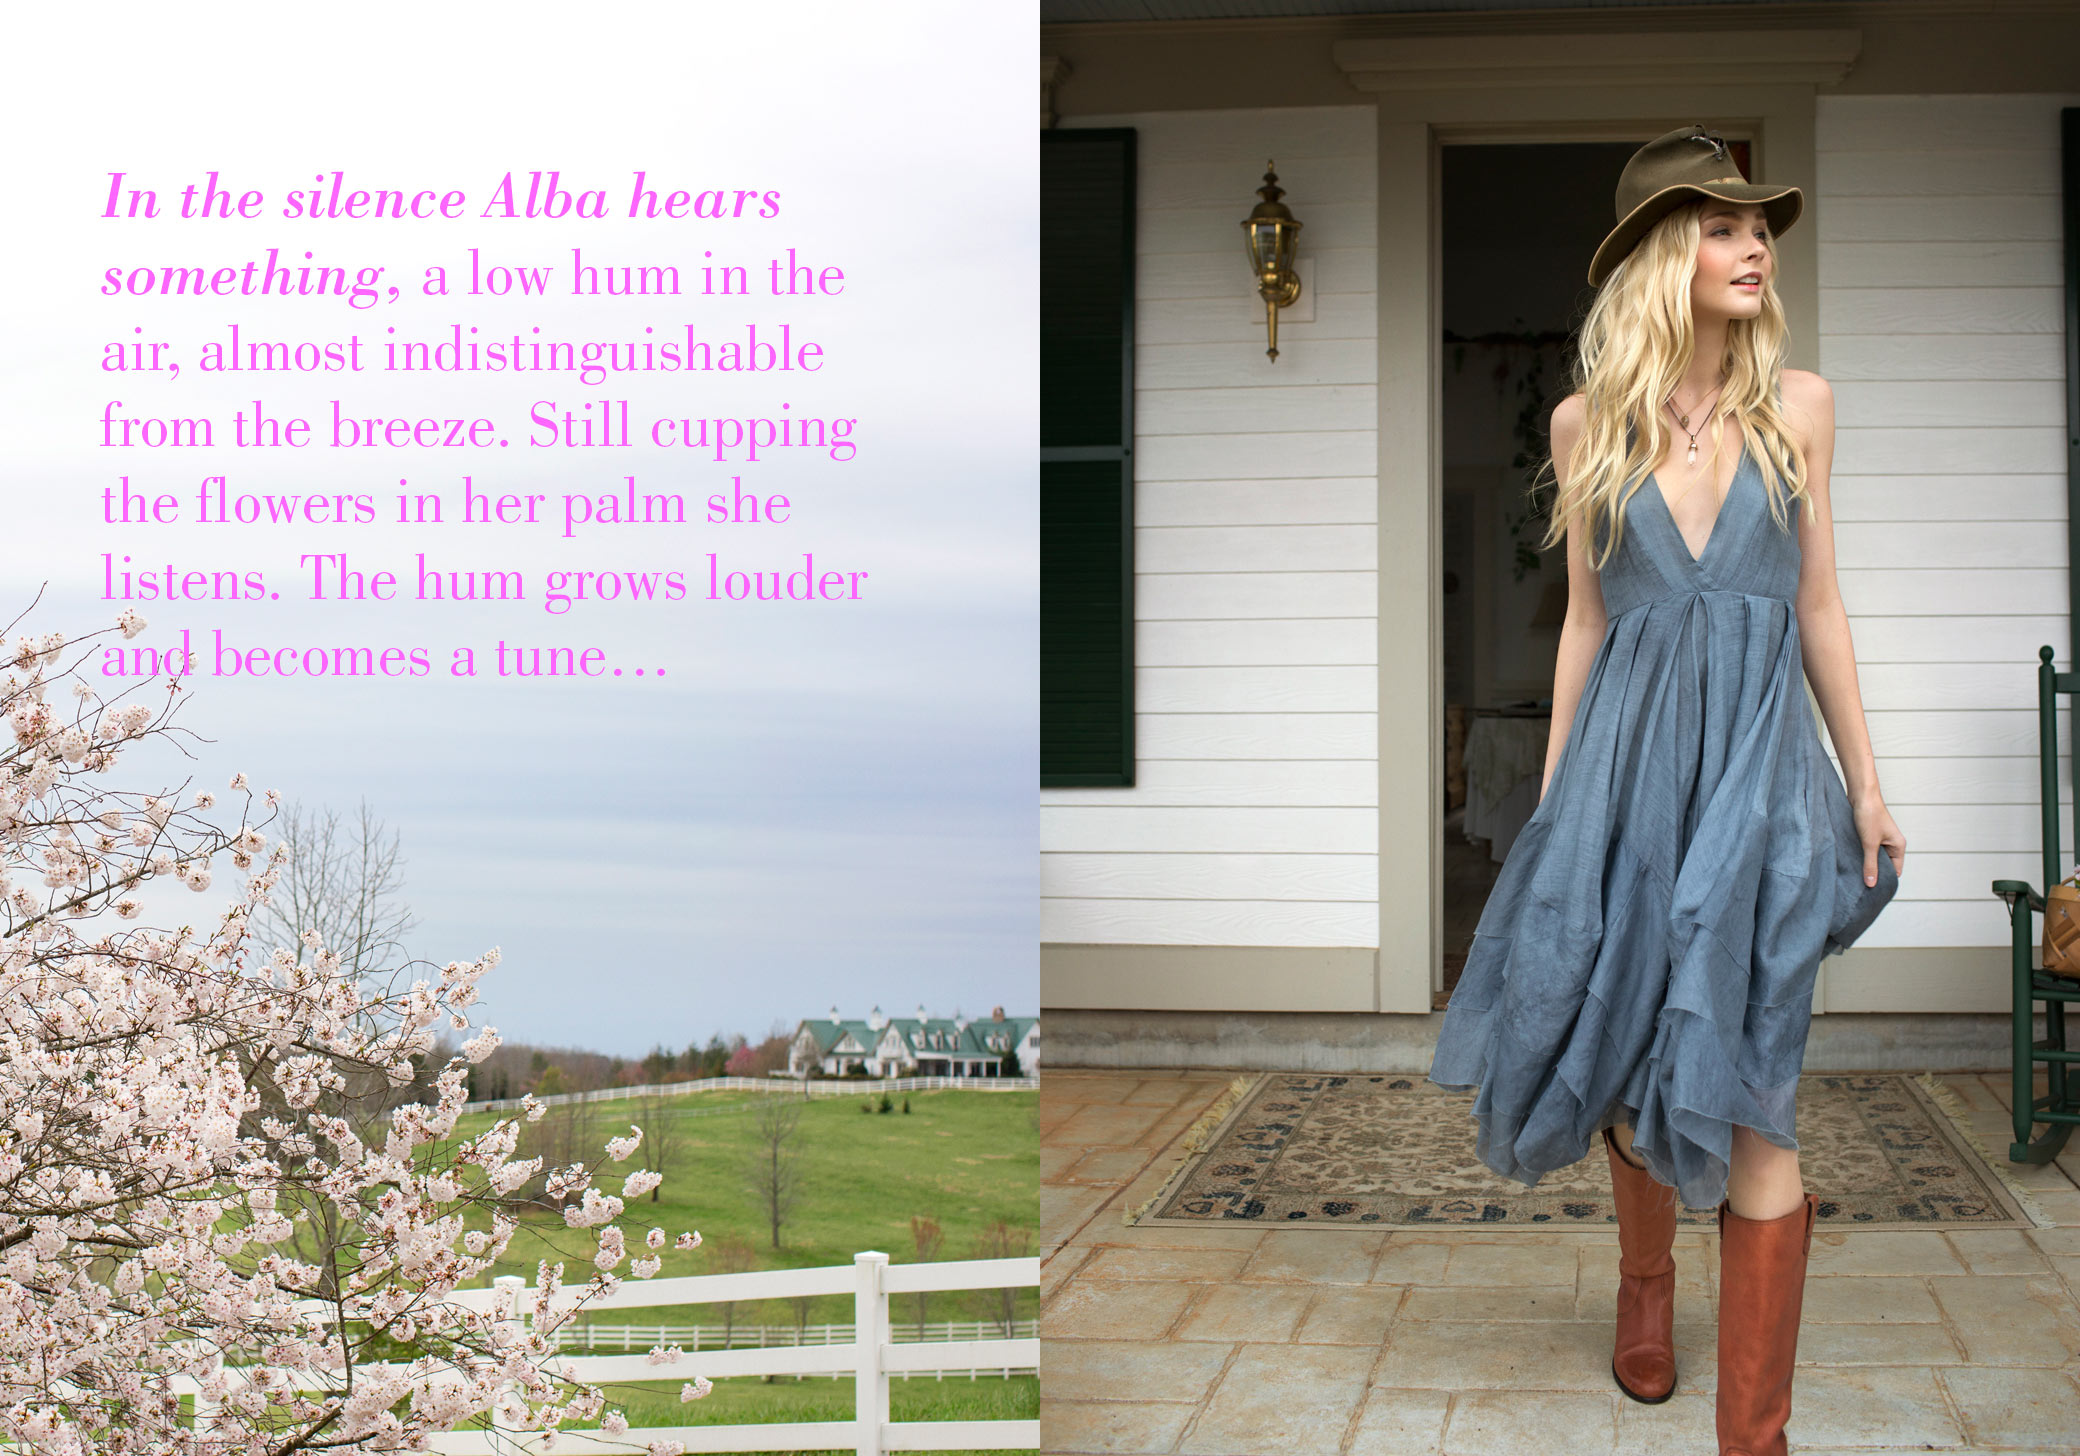 In the silence Alba hears
something, a low hum in the
air, almost indistinguishable
from the breeze. Still cupping
the flowers in her palm she
listens. The hum grows louder
and becomes a tune…